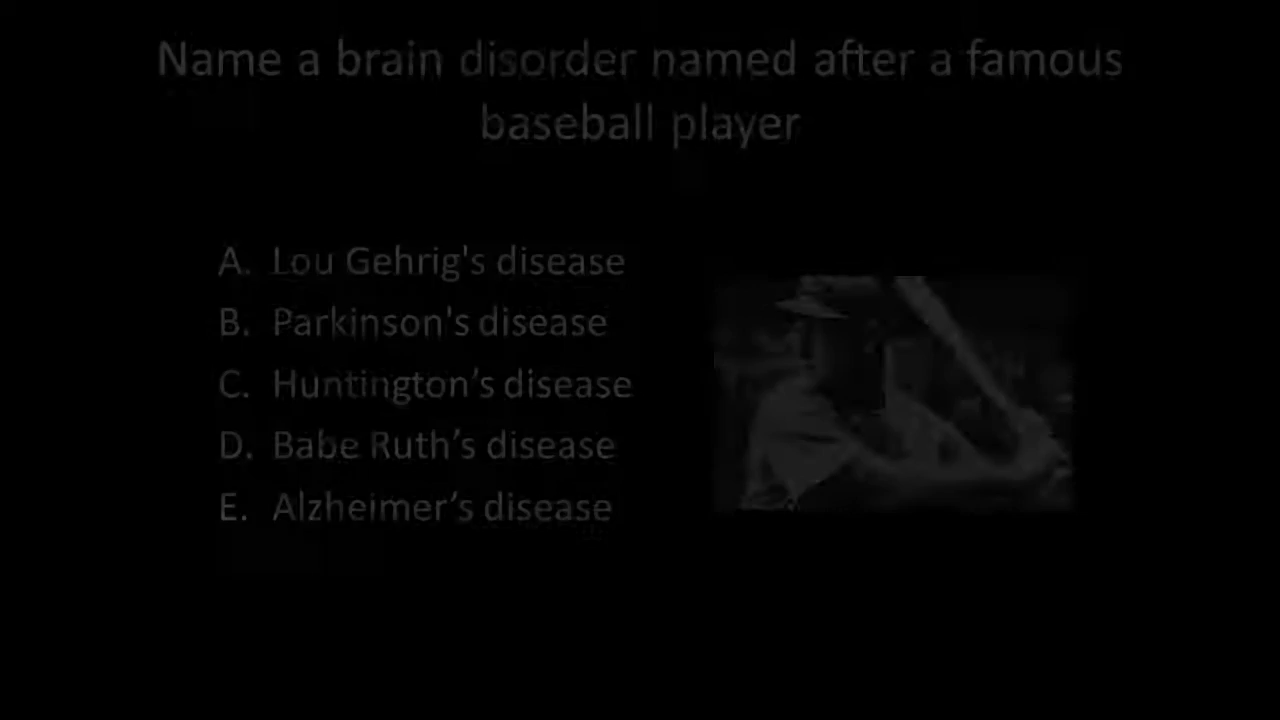 Name a brain disorder named after a famous
baseball player
A. Lou Gehrig's disease
B. Parkinson's disease
C. Huntington’s disease
D. Babe Ruth’s disease
E. Alzheimer’s disease